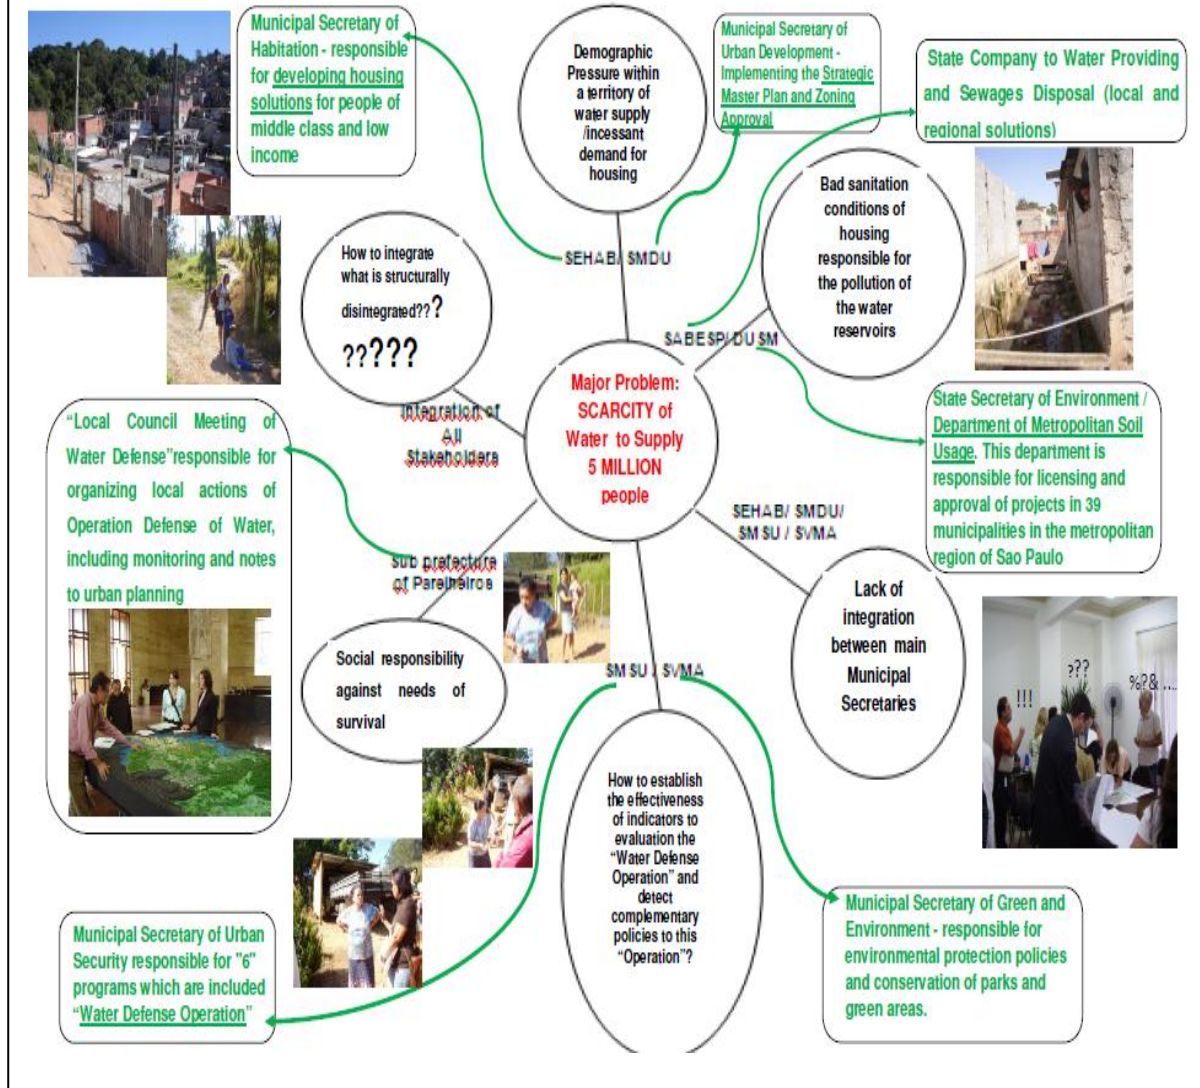 Municipal Secretary of
Habitation - responsible
for developing housing
solutions for people of
middle class and low
income
Demographic
Pressure within
a territory of
water supply
/incessant
demand for
housing
Municipal Secretary of
Urban Development -
Implementing the Strategic
Master Plan and Zoning
Approval
State Company to Water Providing
and Sewages Disposal (local and
regional solutions)
Bad sanitation
conditions of
housing
responsible for
the pollution of
the water
reservoirs
How to integrate
what is structurally
disintegrated???
?????
SEHAB/ SMDU
SABESP/ DUSM
Major Problem:
SCARCITY of
Water to Supply
5 MILLION
people
Integration of
All
Stakeholders
State Secretary of Environment /
Department of Metropolitan Soil
Usage. This department is
responsible for licensing and
approval of projects in 39
municipalities in the metropolitan
region of Sao Paulo
“Local Council Meeting of
Water Defense”responsible for
organizing local actions of
Operation Defense of Water,
including monitoring and notes
to urban planning
SEHAB/ SMDU/
SMSU / SVMA
Sub prefecture
of Parelheiros
Lack of
integration
between main
Municipal
Secretaries
Social responsibility
against needs of
survival
SMSU / SVMA
!!!
???
%?& ....
How to establish
the effectiveness
of indicators to
evaluation the
“Water Defense
Operation” and
detect
complementary
policies to this
“Operation”?
Municipal Secretary of Urban
Security responsible for "6"
programs which are included
“Water Defense Operation”
Municipal Secretary of Green and
Environment - responsible for
environmental protection policies
and conservation of parks and
green areas.